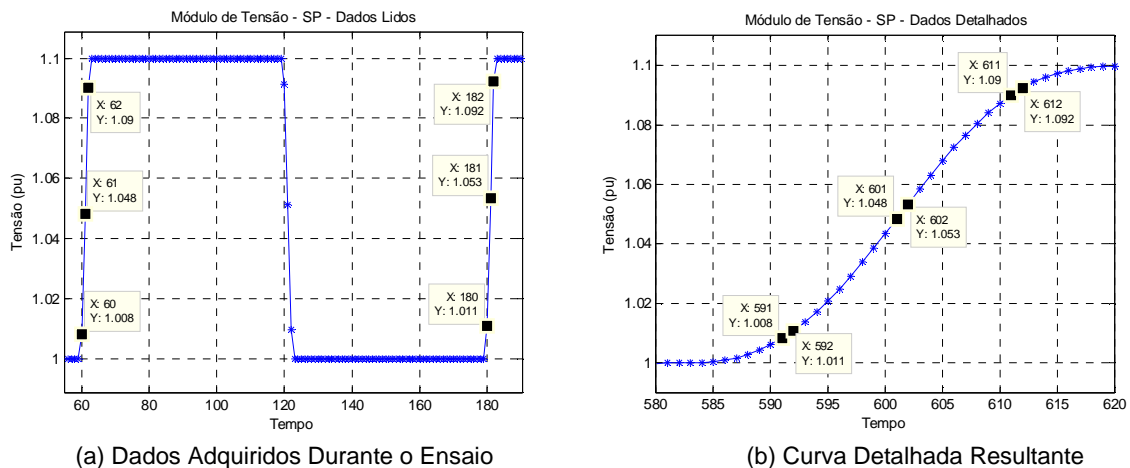 Módulo de Tensão - SP - Dados Lidos
Tensão (pu)
1.1
1.08
1.06
1.04
1.02
1
X: 62
Y: 1.09
X: 61
Y: 1.048
X: 60
Y: 1.008
X: 182
Y: 1.092
X: 181
Y: 1.053
X: 180
Y: 1.011
60 80 100 120 140 160 180
Tempo
(a) Dados Adquiridos Durante o Ensaio
Módulo de Tensão - SP - Dados Detalhados
Tensão (pu)
1.1
1.08
1.06
1.04
1.02
1
X: 611
Y: 1.09
X: 612
Y: 1.092
X: 601
Y: 1.048
X: 602
Y: 1.053
X: 591
Y: 1.008
X: 592
Y: 1.011
580 585 590 595 600 605 610 615 620
Tempo
(b) Curva Detalhada Resultante